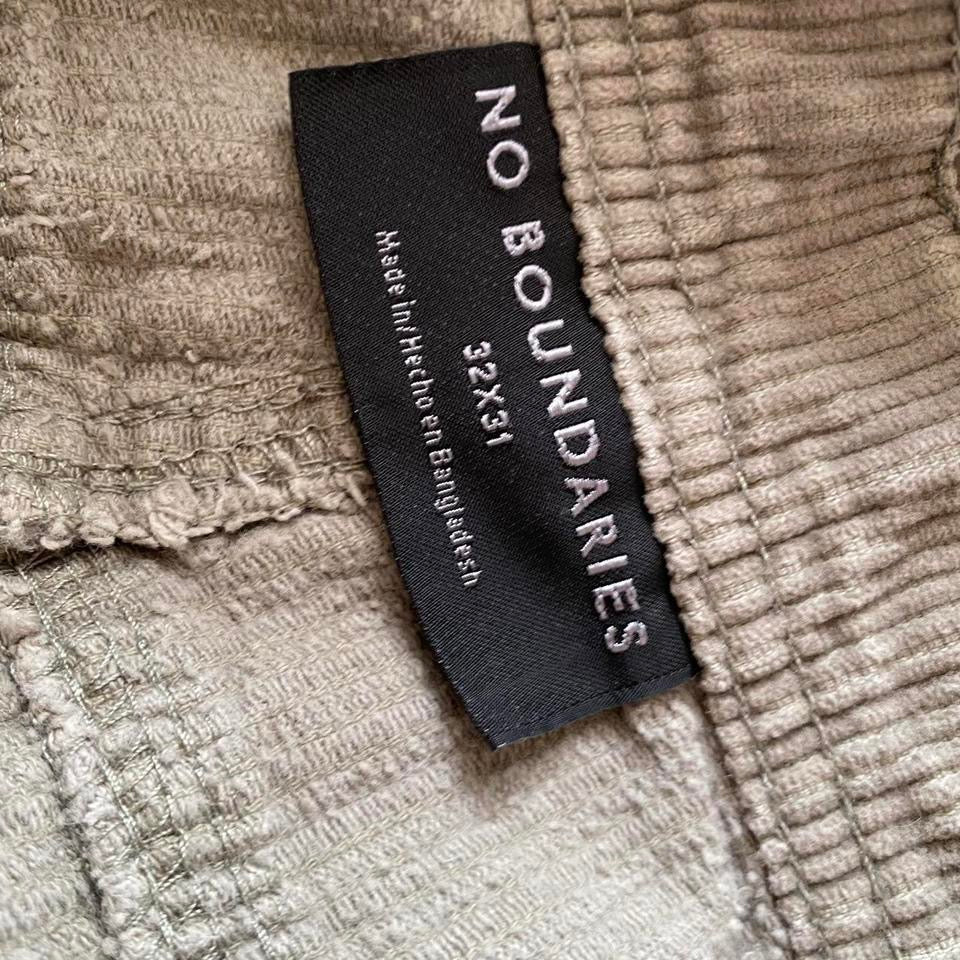 NO BOUNDARIES
32X31
Made in/Hecho en Bangladesh